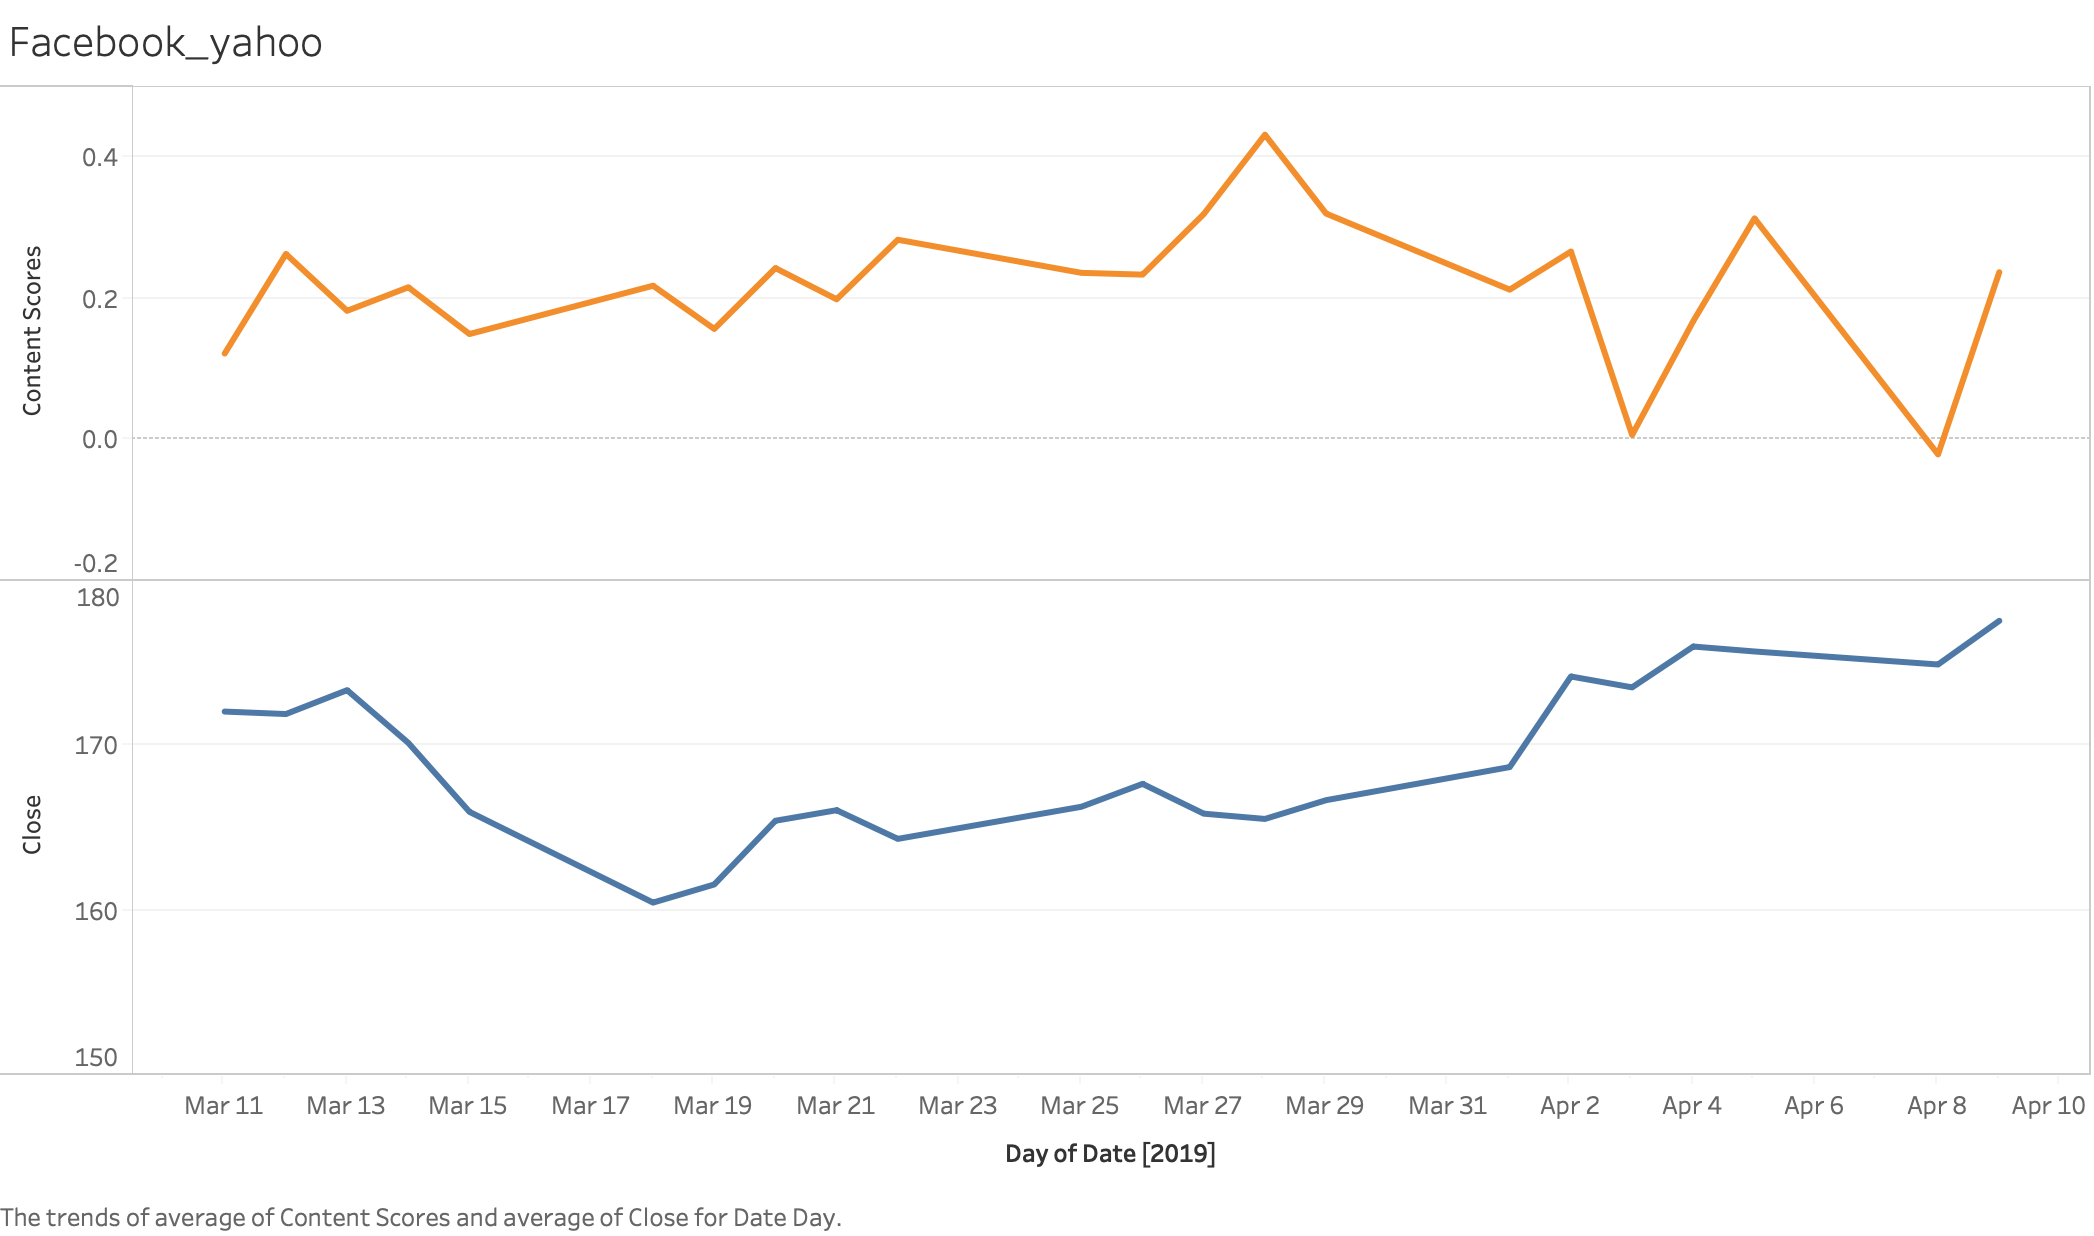 Facebook_yahoo
Content Scores
0.4
0.2
0.0
-0.2
Close
180
170
160
150
Mar 11 Mar 13 Mar 15 Mar 17 Mar 19 Mar 21 Mar 23 Mar 25 Mar 27 Mar 29 Mar 31 Apr 2 Apr 4 Apr 6 Apr 8 Apr 10
Day of Date [2019]
The trends of average of Content Scores and average of Close for Date Day.